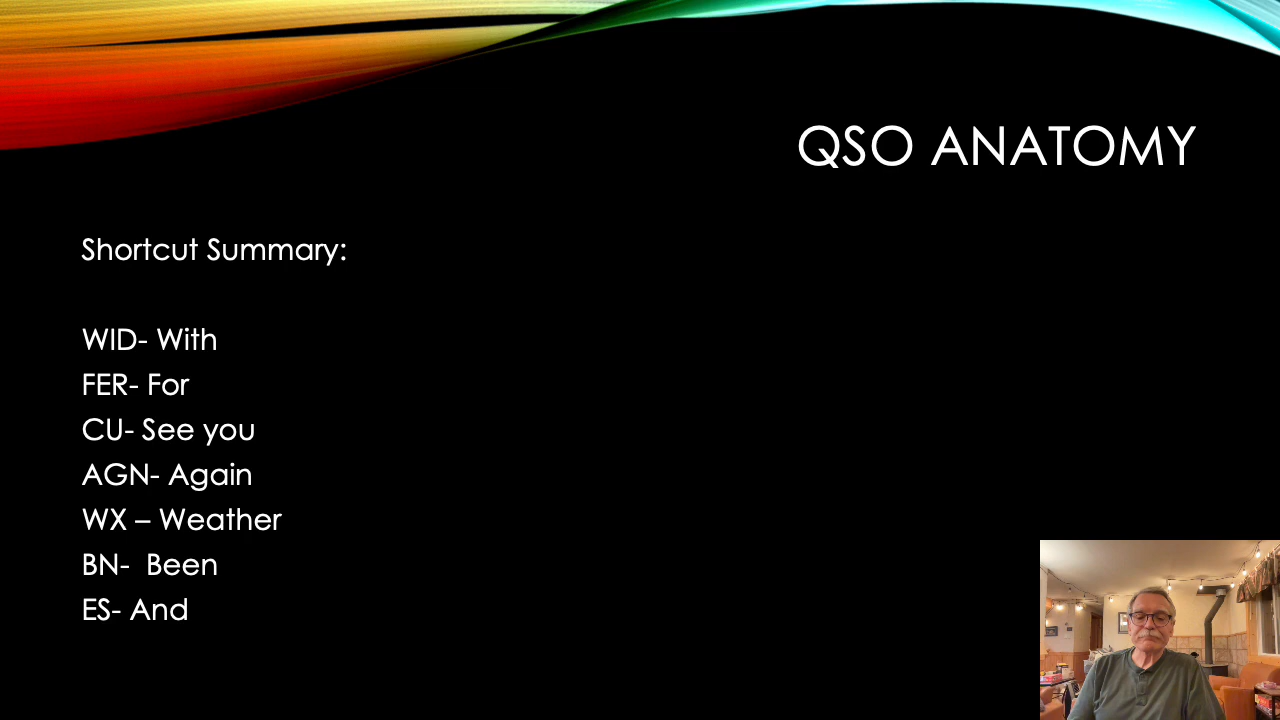 QSO ANATOMY
Shortcut Summary:
WID- With
FER- For
CU- See you
AGN- Again
WX – Weather
BN-  Been
ES- And